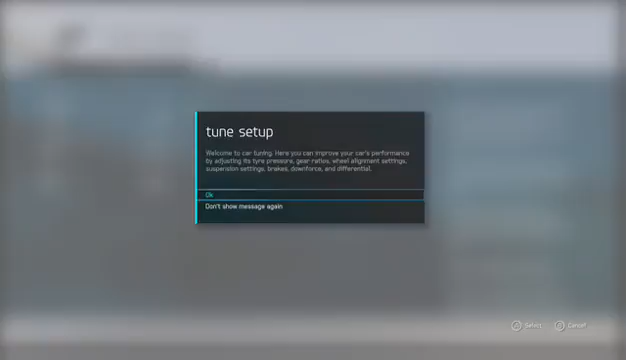 tune setup
Welcome to car tuning. Here you can improve your car's performance
by adjusting its tyre pressure, gear ratios, wheel alignment settings,
suspension settings, brakes, downforce, and differential.
Ok
Don't show message again
Select
Cancel